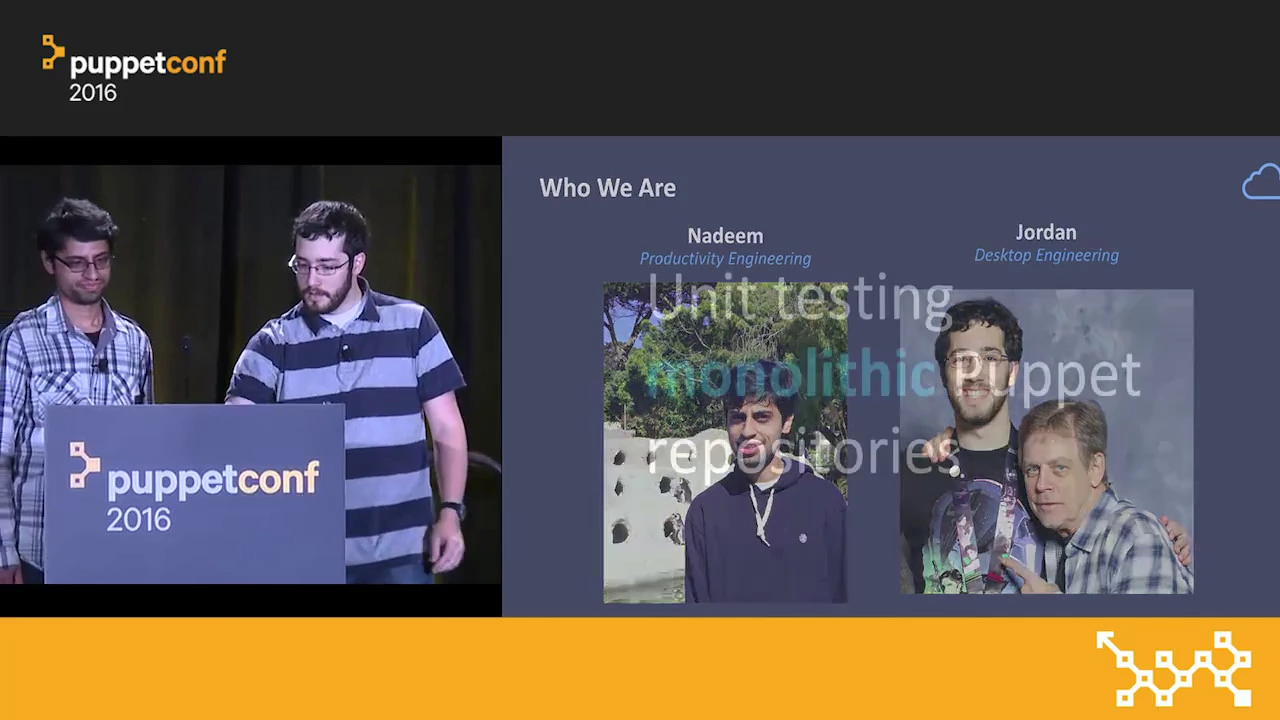 puppetconf
2016
Who We Are
Nadeem
Productivity Engineering
Jordan
Desktop Engineering
Unit testing
monolithic Puppet
repositories
puppetconf
2016